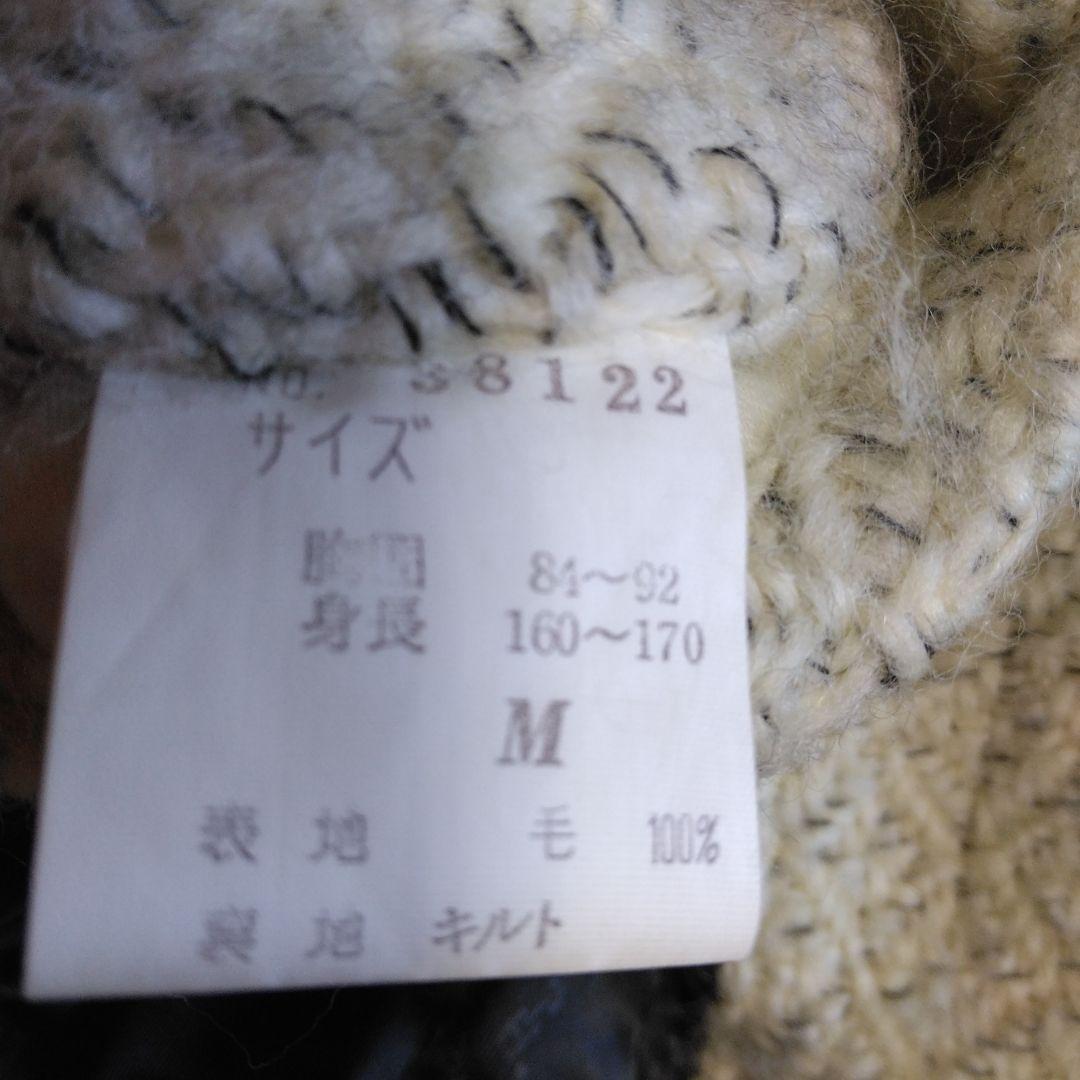 No. 38122
サイズ
胸囲 84～92
身長 160～170
M
表地 毛 100%
裏地 キルト